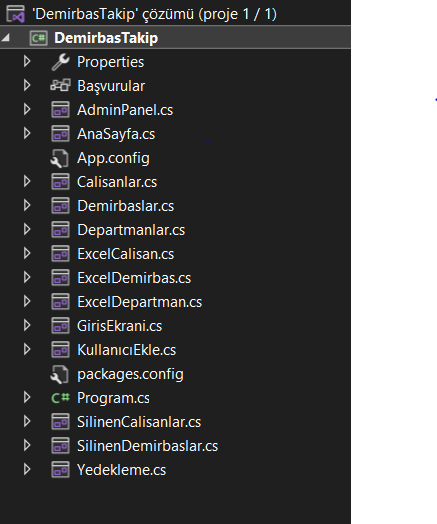 'DemirbasTakip' çözümü (proje 1 / 1)
DemirbasTakip
Properties
Başvurular
AdminPanel.cs
AnaSayfa.cs
App.config
Calisanlar.cs
Demirbaslar.cs
Departmanlar.cs
ExcelCalisan.cs
ExcelDemirbas.cs
ExcelDepartman.cs
GirisEkrani.cs
KullanıcıEkle.cs
packages.config
C# Program.cs
SilinenCalisanlar.cs
SilinenDemirbaslar.cs
Yedekleme.cs